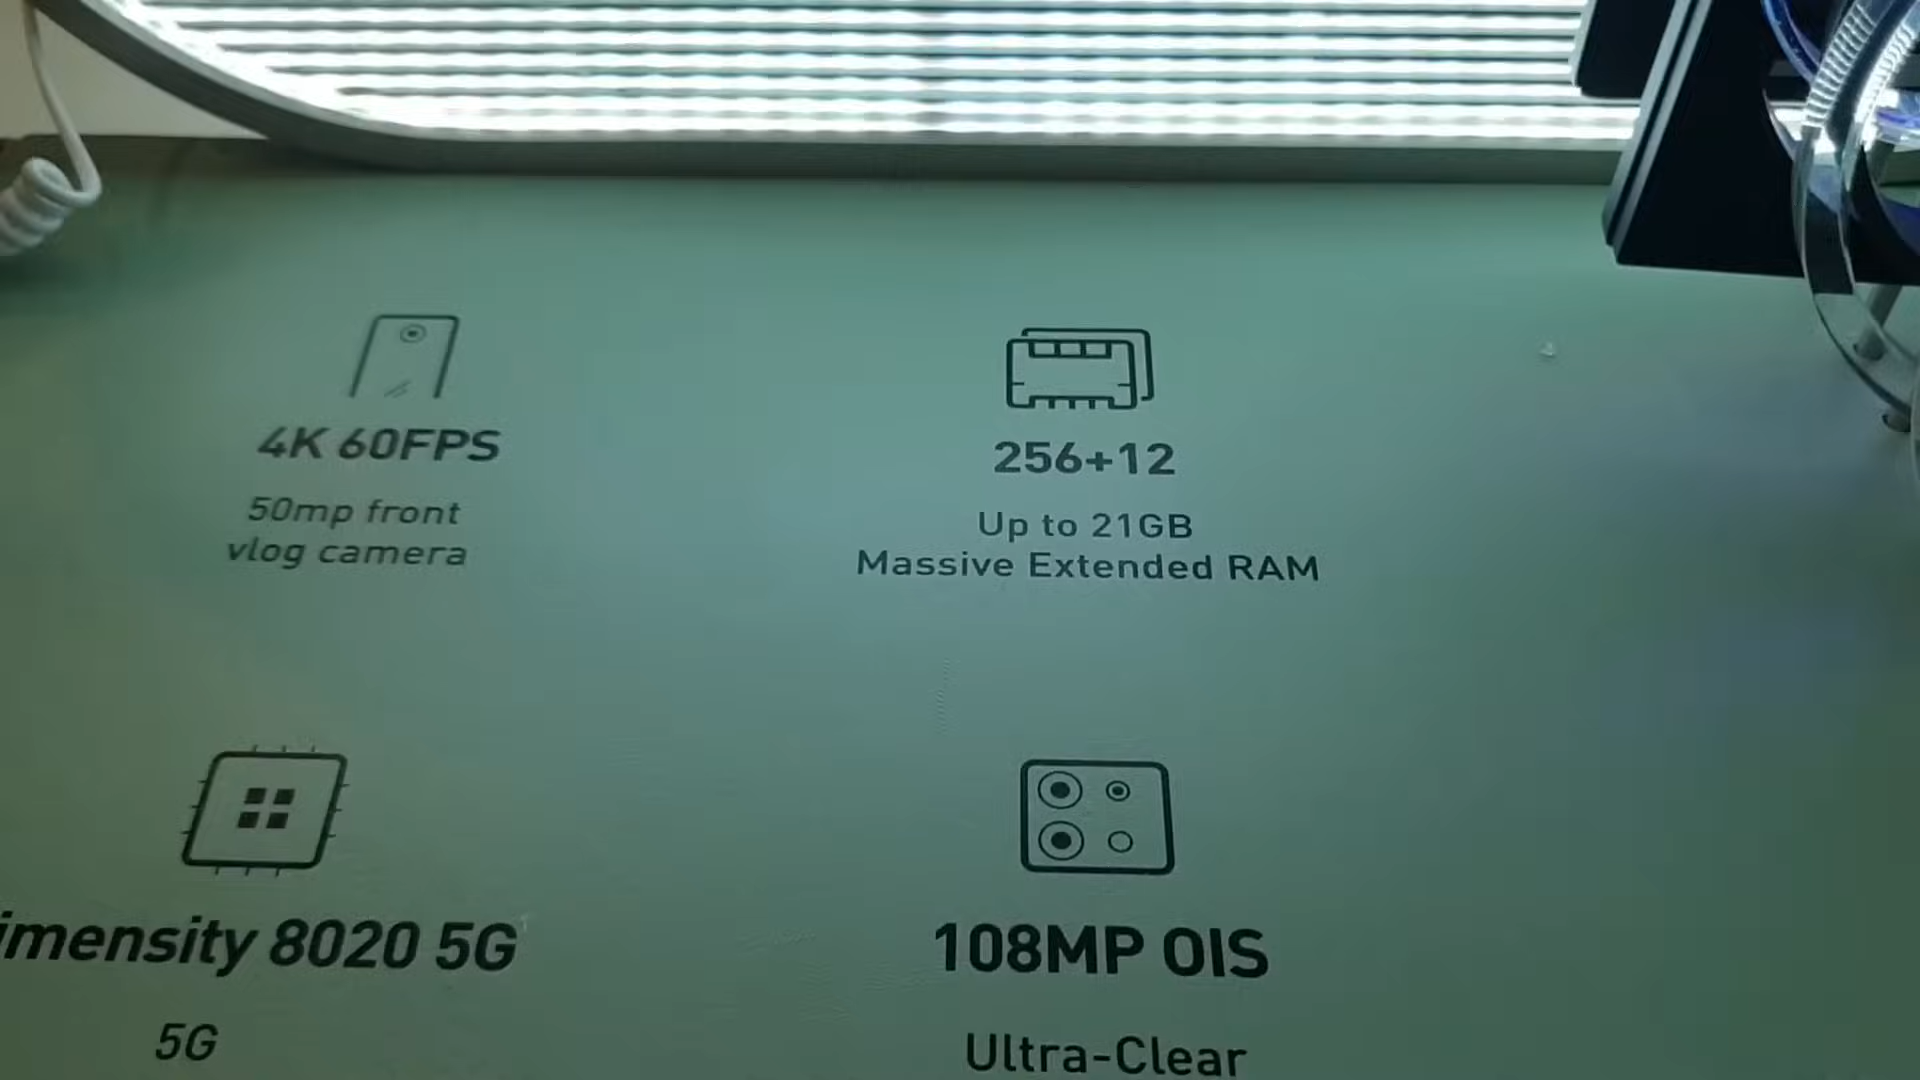 4K 60FPS
50mp front
vlog camera
256+12
Up to 21GB
Massive Extended RAM
imensity 8020 5G
5G
108MP OIS
Ultra-Clear